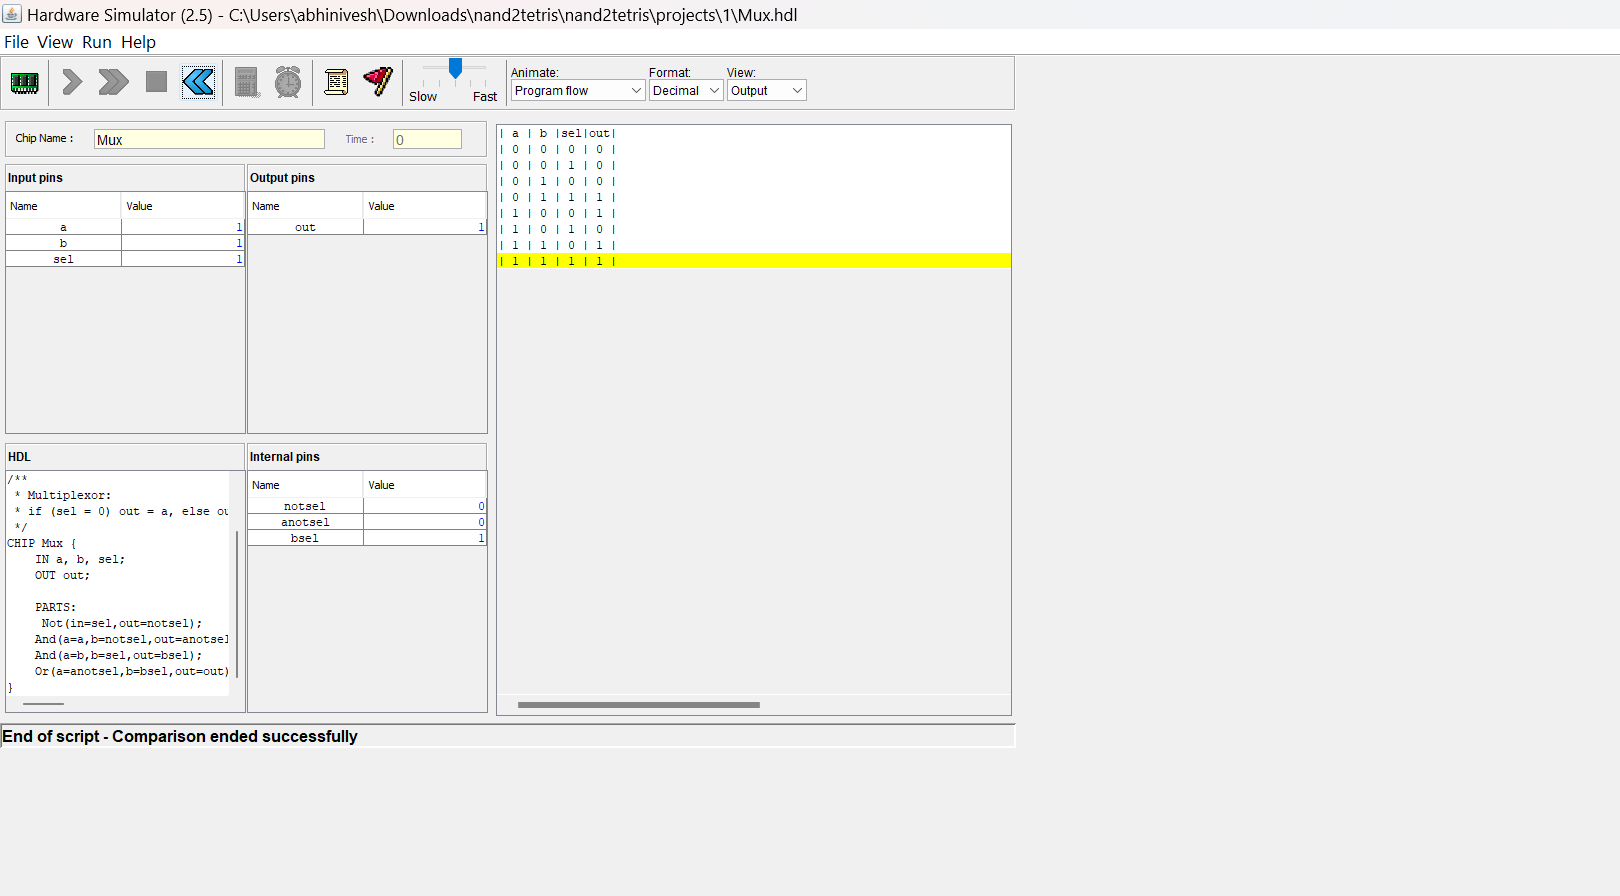 Hardware Simulator (2.5) - C:\Users\abhinivesh\Downloads\nand2tetris\nand2tetris\projects\1\Mux.hdl
File View Run Help
Slow Fast
Animate: Format: View:
Program flow Decimal Output
Chip Name : Mux Time : 0
Input pins
Name Value
a 1
b 1
sel 1
Output pins
Name Value
out 1
HDL
/**
* Multiplexor:
* if (sel = 0) out = a, else ou
*/
CHIP Mux {
IN a, b, sel;
OUT out;
PARTS:
Not(in=sel,out=notsel);
And(a=a,b=notsel,out=anotsel
And(a=b,b=sel,out=bsel);
Or(a=anotsel,b=bsel,out=out)
}
Internal pins
Name Value
notsel 0
anotsel 0
bsel 1
| a | b |sel|out|
| 0 | 0 | 0 | 0 |
| 0 | 0 | 1 | 0 |
| 0 | 1 | 0 | 0 |
| 0 | 1 | 1 | 1 |
| 1 | 0 | 0 | 1 |
| 1 | 0 | 1 | 0 |
| 1 | 1 | 0 | 1 |
| 1 | 1 | 1 | 1 |
End of script - Comparison ended successfully